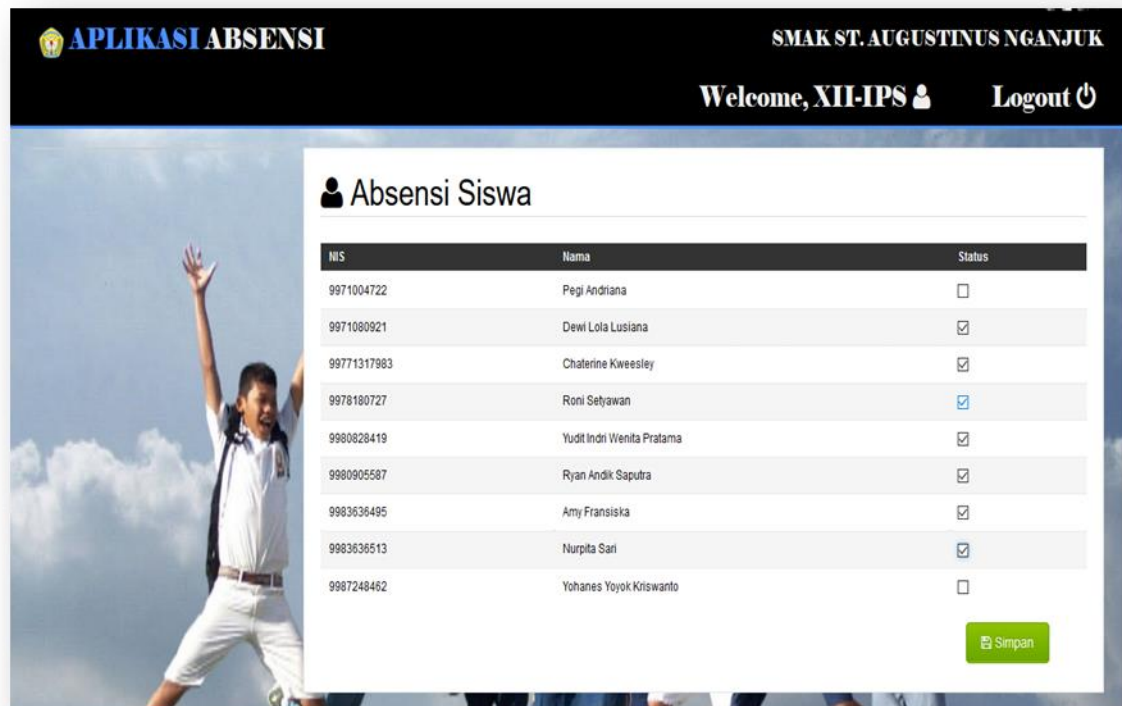 APLIKASI ABSENSI
SMAK ST. AUGUSTINUS NGANJUK
Welcome, XII-IPS
Logout
Absensi Siswa
NIS Nama Status
9971004722 Pegi Andriana
9971080921 Dewi Lola Lusiana
99771317983 Chaterine Kweesley
9978180727 Roni Setyawan
9980828419 Yudit Indri Wenita Pratama
9980905587 Ryan Andik Saputra
9983636495 Amy Fransiska
9983636513 Nurpita Sari
9987248462 Yohanes Yoyok Kriswanto
Simpan